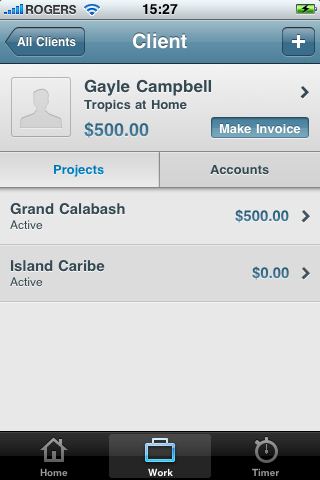 ROGERS 15:27
All Clients Client +
Gayle Campbell
Tropics at Home
$500.00 Make Invoice
Projects Accounts
Grand Calabash $500.00
Active
Island Caribe $0.00
Active
Home Work Timer